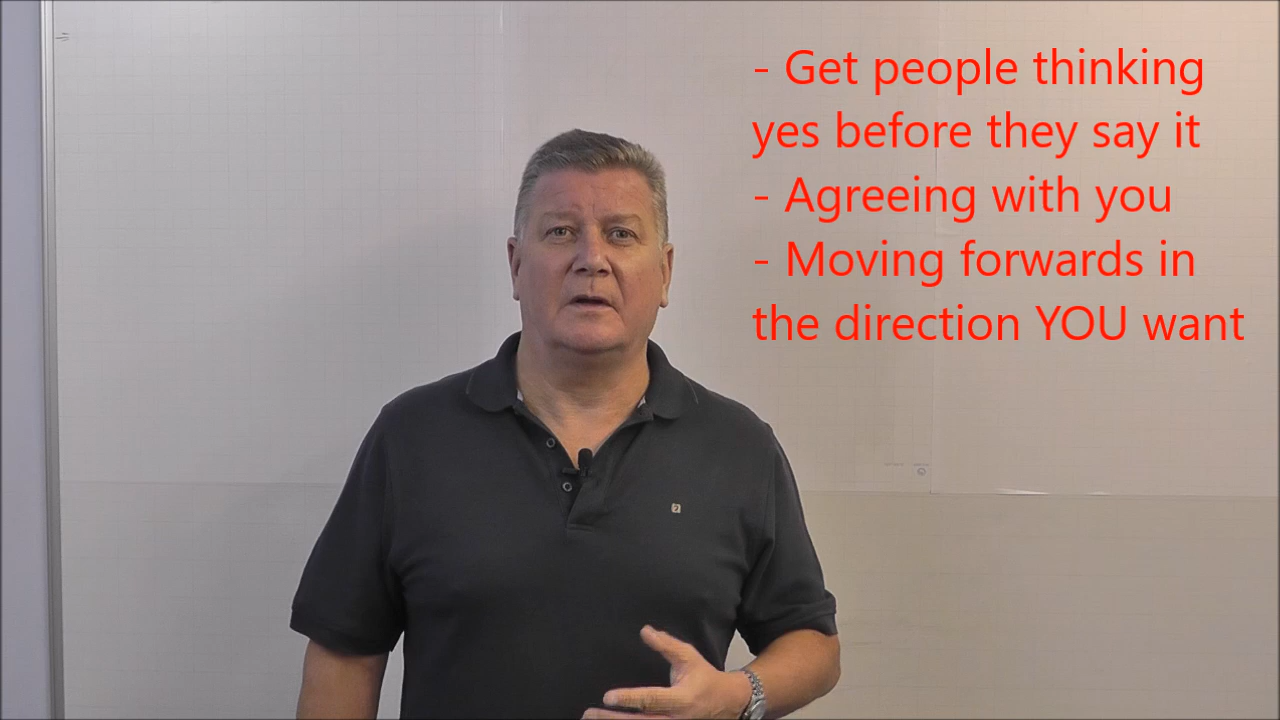 - Get people thinking
yes before they say it
- Agreeing with you
- Moving forwards in
the direction YOU want